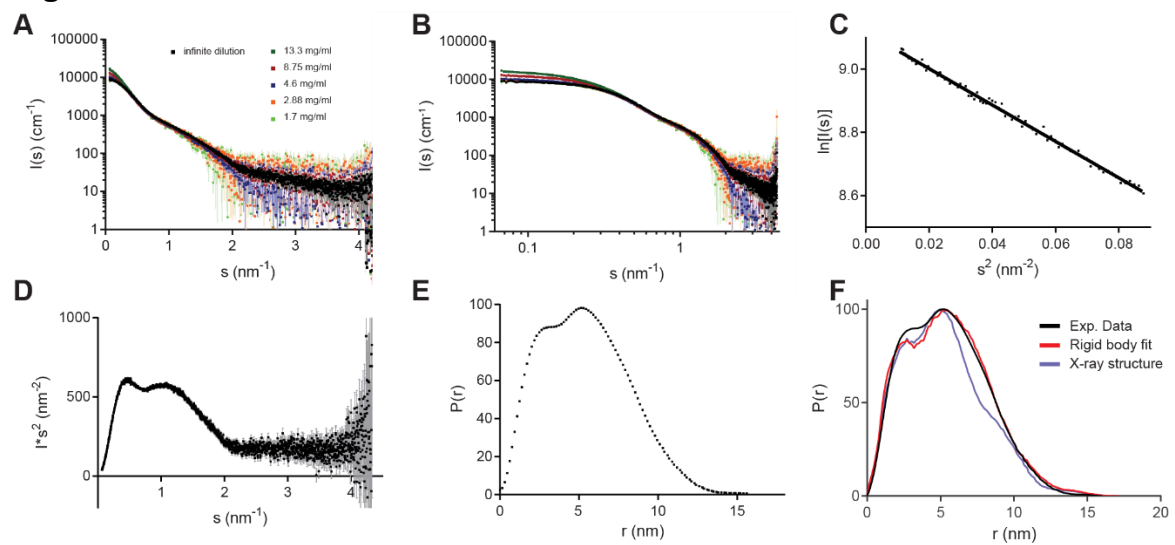 A
100000
10000
1000
100
10
1
I(s) (cm-1)
0
1
2
3
4
s (nm-1)
infinite dilution
13.3 mg/ml
8.75 mg/ml
4.6 mg/ml
2.88 mg/ml
1.7 mg/ml
B
100000
10000
1000
100
10
1
I(s) (cm-1)
0.1
1
s (nm-1)
C
9.0
8.8
8.6
ln[I(s)]
0.00
0.02
0.04
0.06
0.08
s2 (nm-2)
D
1000
500
0
I*s2 (nm-2)
1
2
3
4
s (nm-1)
E
100
80
60
40
20
0
P(r)
0
5
10
15
r (nm)
F
100
50
0
P(r)
0
5
10
15
20
r (nm)
Exp. Data
Rigid body fit
X-ray structure